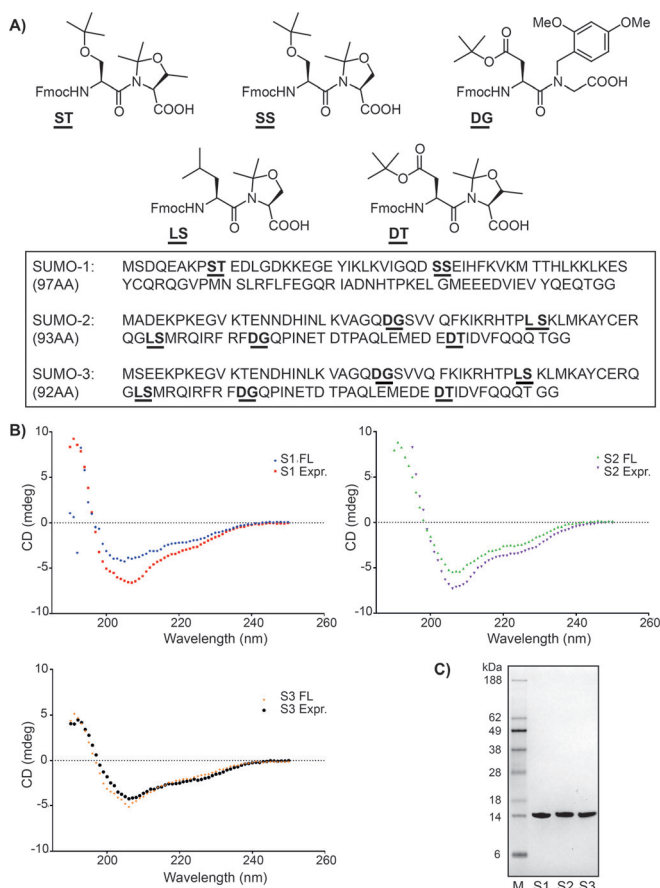 A)
O
O
N
O
COOH
FmocHN
ST
O
O
N
O
COOH
FmocHN
SS
MeO
OMe
O
O
N
COOH
FmocHN
O
DG
O
N
FmocHN
O
COOH
LS
O
O
O
N
FmocHN
O
COOH
DT
SUMO-1: MSDQEAKPST EDLGDKKEGE YIKLKVIGQD SSEIHFKVKM TTHLKKLKES
(97AA) YCQRQGVPMN SLRFLFEGQR IADNHTPKEL GMEEEDVIEV YQEQTGG
SUMO-2: MADEKPKEGV KTENNDHINL KVAGQDGSVV QFKIKRHTPL SKLMKAYCER
(93AA) QGLSMRQIRF RFDGQPINET DTPAQLEMED EDTIDVFQQQ TGG
SUMO-3: MSEEKPKEGV KTENDHINLK VAGQDGSVVQ FKIKRHTPLS KLMKAYCERQ
(92AA) GLSMRQIRFR FDGQPINETD TPAQLEMEDE DTIDVFQQQT GG
B)
CD (mdeg)
10
5
0
-5
-10
S1 FL
S1 Expr.
200 220 240 260
Wavelength (nm)
CD (mdeg)
10
5
0
-5
-10
S2 FL
S2 Expr.
200 220 240 260
Wavelength (nm)
CD (mdeg)
10
5
0
-5
-10
S3 FL
S3 Expr.
200 220 240 260
Wavelength (nm)
C)
kDa
188
62
49
38
28
18
14
6
M S1 S2 S3